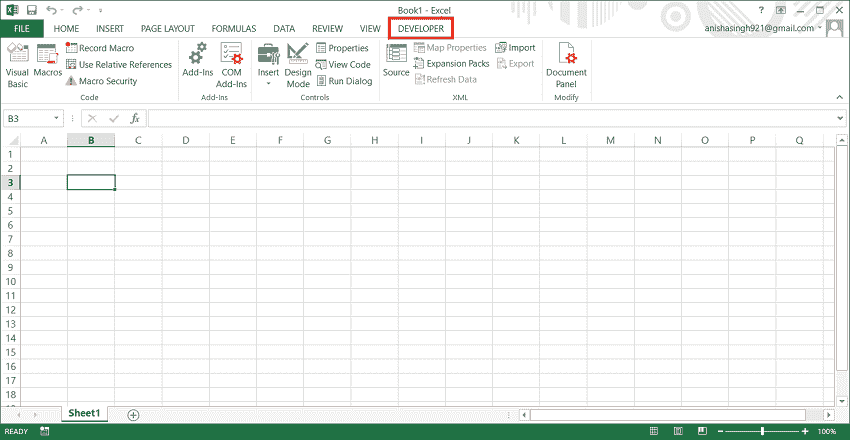 Book1 - Excel
?
FILE HOME INSERT PAGE LAYOUT FORMULAS DATA REVIEW VIEW DEVELOPER anishasingh921@gmail.com
Visual Basic
Macros
Record Macro
Use Relative References
Macro Security
Code
Add-Ins
COM Add-Ins
Add-Ins
Insert
Design Mode
Properties
View Code
Run Dialog
Controls
Source
Map Properties
Expansion Packs
Refresh Data
Import
Export
XML
Document Panel
Modify
B3 fx
A B C D E F G H I J K L M N O P Q
1
2
3
4
5
6
7
8
9
10
11
12
13
14
15
16
17
18
Sheet1
READY 100%